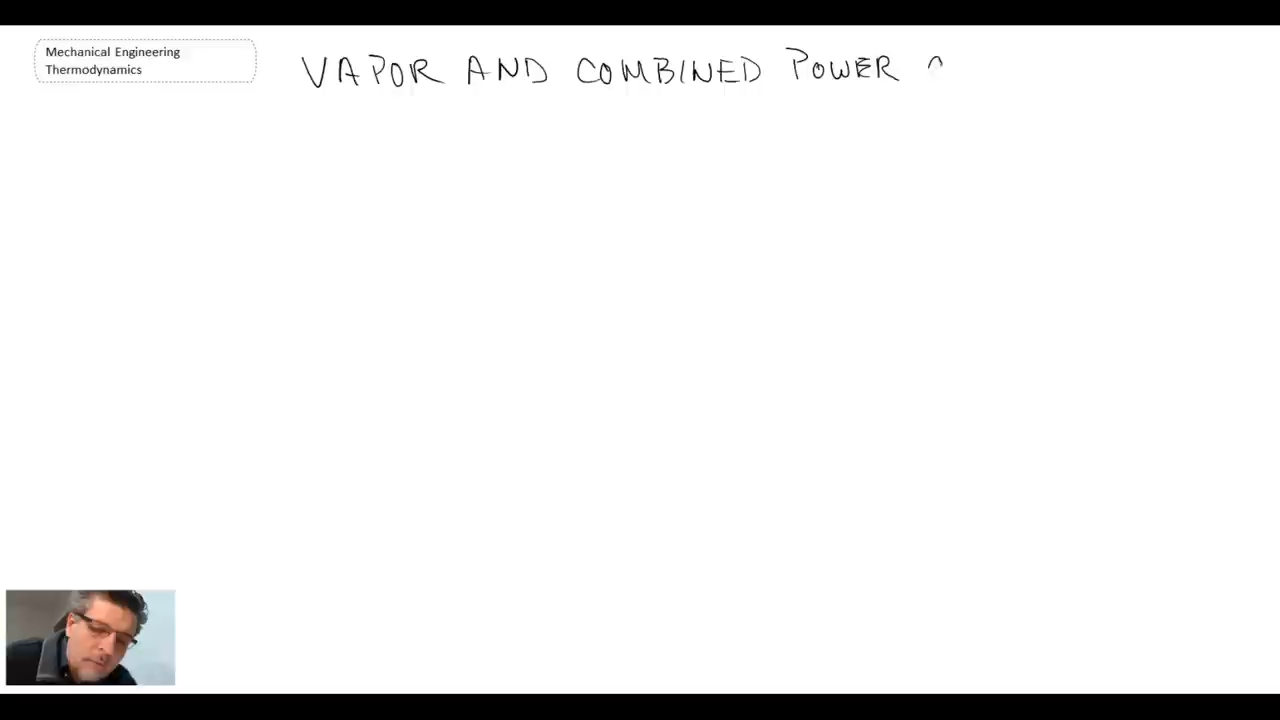 Mechanical Engineering
Thermodynamics
VAPOR AND COMBINED POWER